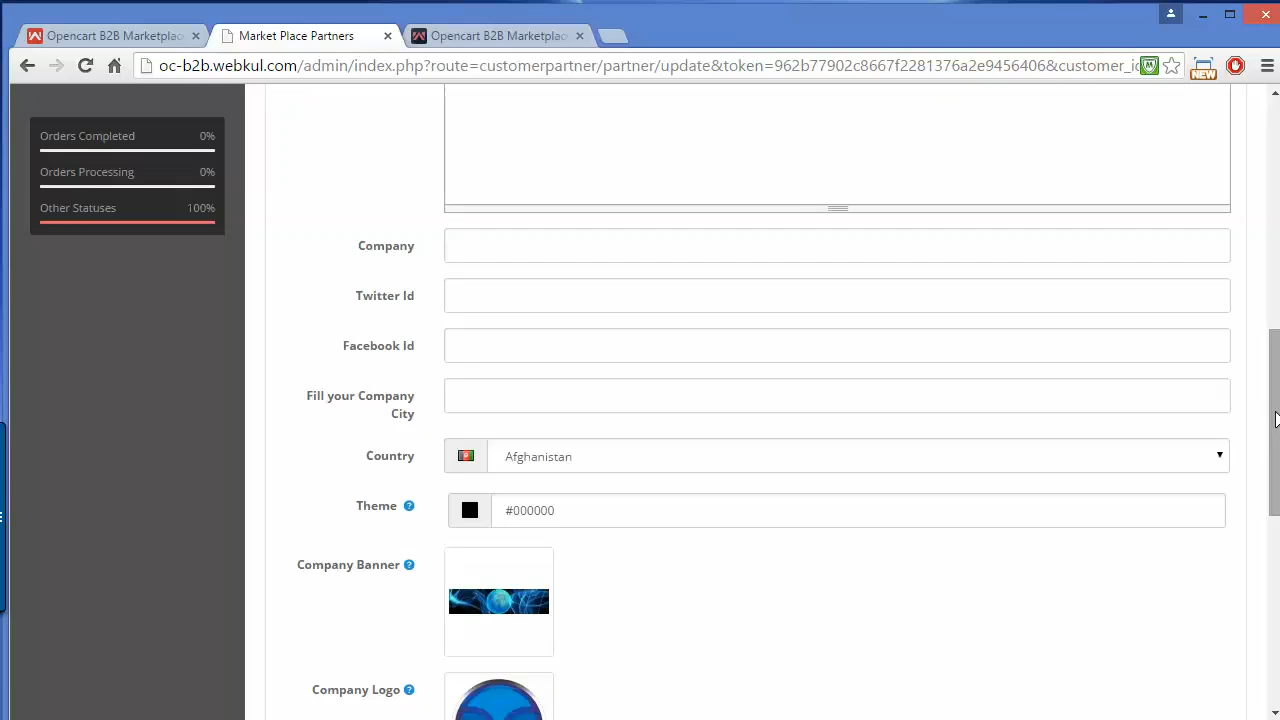 Opencart B2B Marketplac
Market Place Partners
Opencart B2B Marketplac
oc-b2b.webkul.com/admin/index.php?route=customerpartner/partner/update&token=962b77902c8667f2281376a2e9456406&customer_ic
NEW
Orders Completed 0%
Orders Processing 0%
Other Statuses 100%
Company
Twitter Id
Facebook Id
Fill your Company
City
Country Afghanistan
Theme ? #000000
Company Banner ?
Company Logo ?